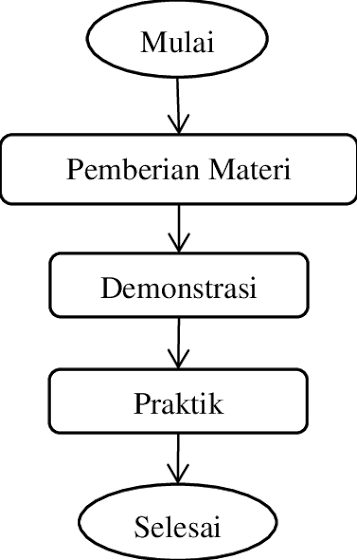 Mulai
Pemberian Materi
Demonstrasi
Praktik
Selesai